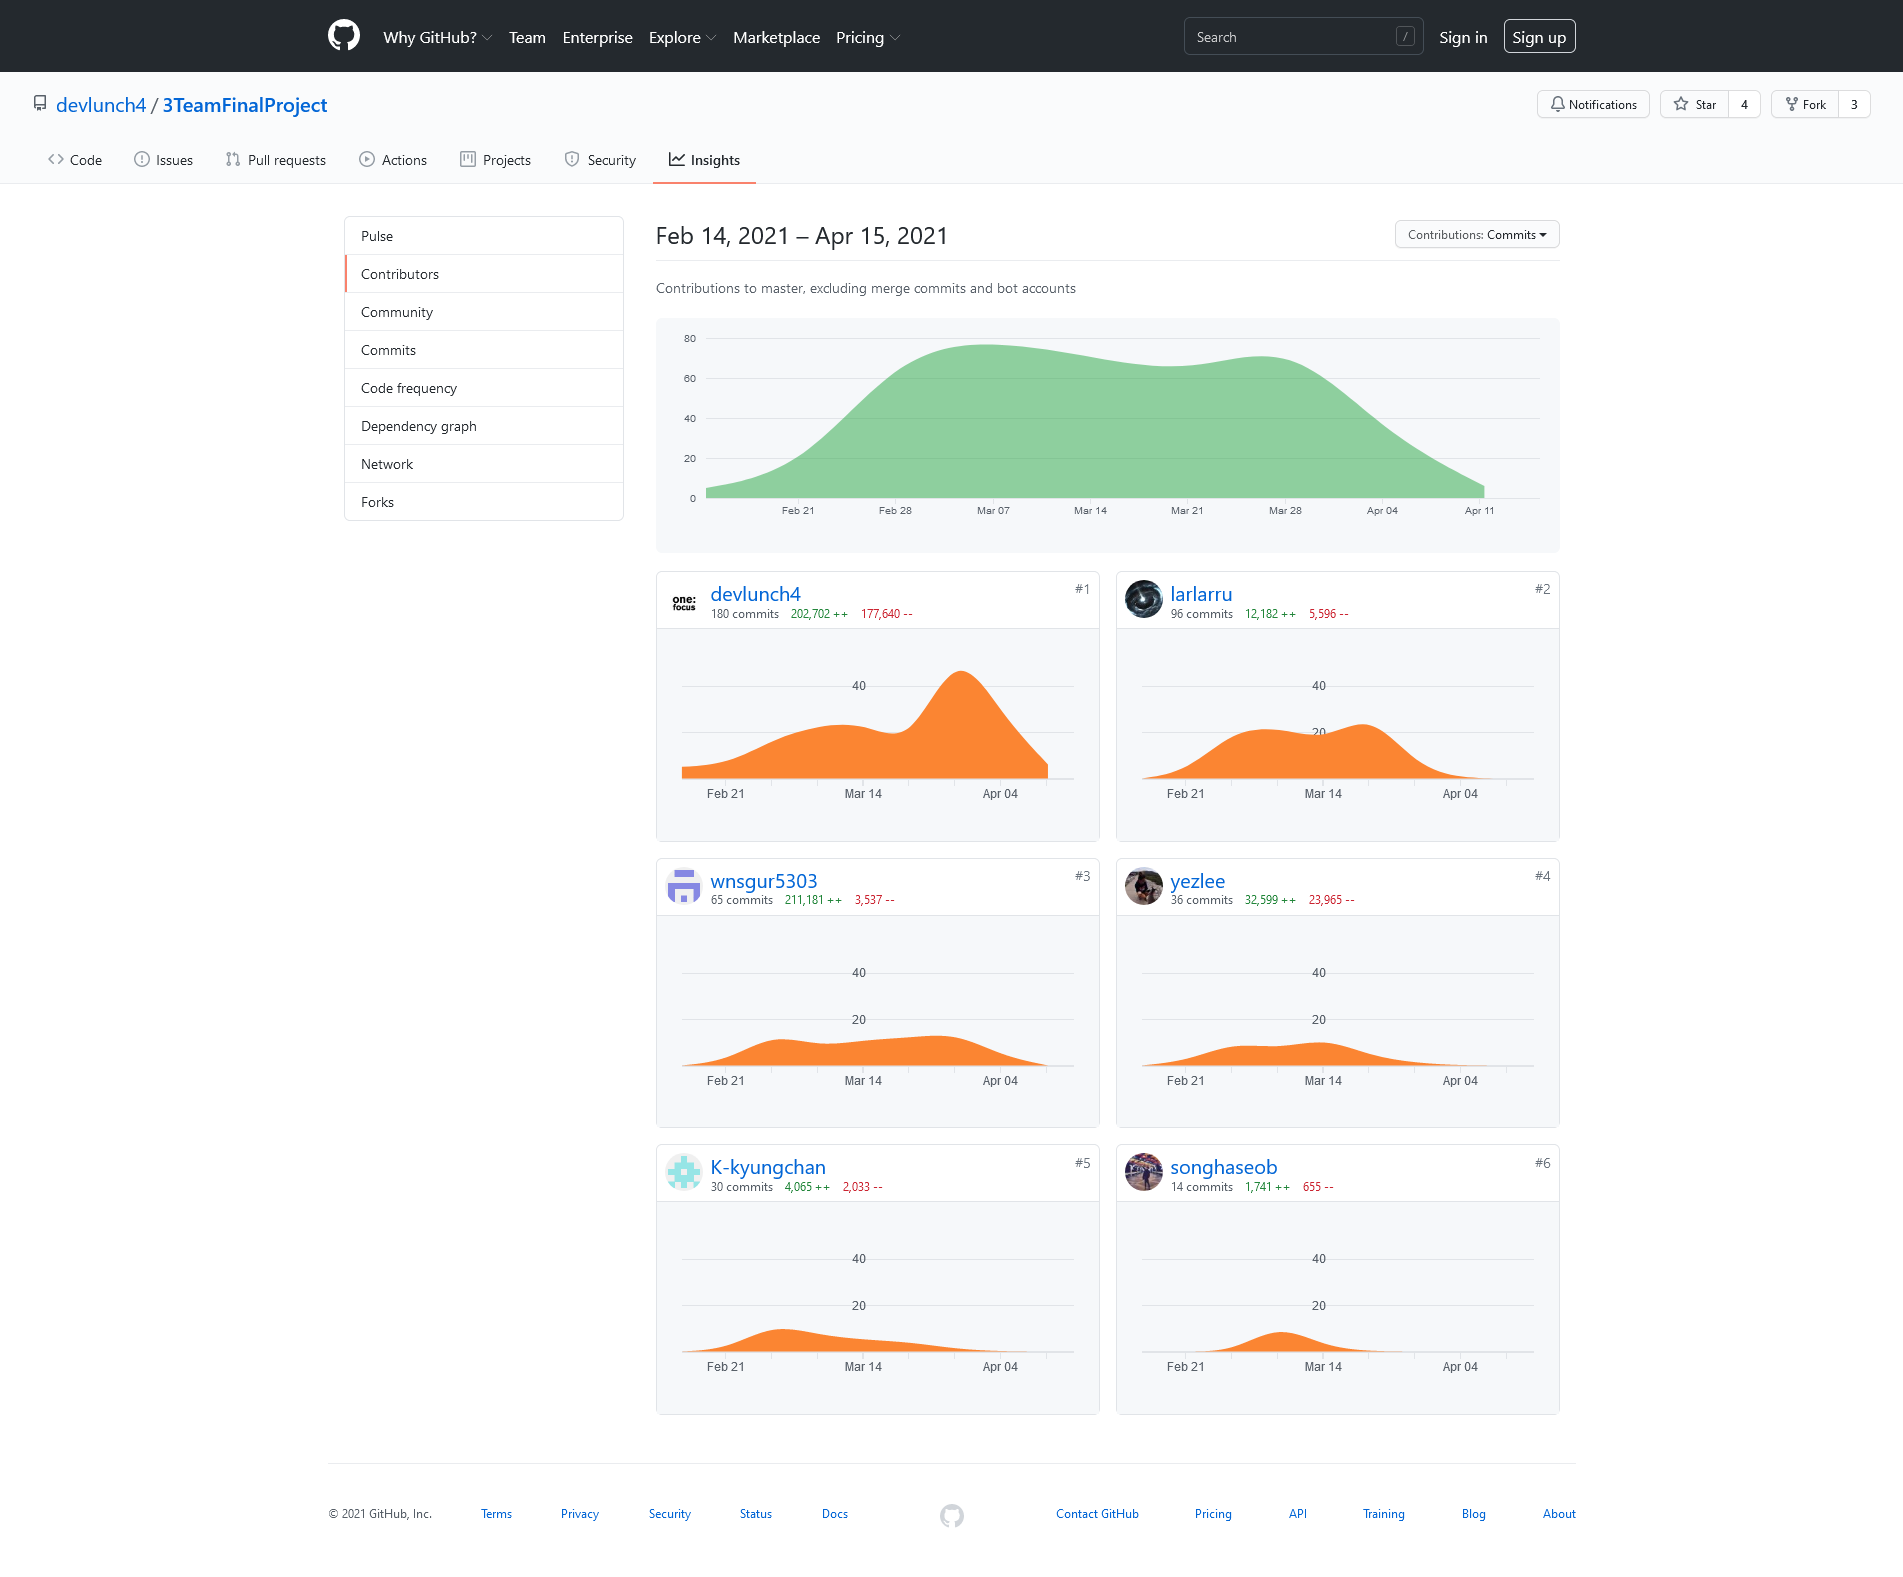 Why GitHub? Team Enterprise Explore Marketplace Pricing Search / Sign in Sign up
devlunch4 / 3TeamFinalProject Notifications Star 4 Fork 3
Code Issues Pull requests Actions Projects Security Insights
Pulse
Contributors
Community
Commits
Code frequency
Dependency graph
Network
Forks
Feb 14, 2021 – Apr 15, 2021 Contributions: Commits
Contributions to master, excluding merge commits and bot accounts
80
60
40
20
0
Feb 21 Feb 28 Mar 07 Mar 14 Mar 21 Mar 28 Apr 04 Apr 11
one:
focus
devlunch4 #1
180 commits 202,702 ++ 177,640 --
40
Feb 21 Mar 14 Apr 04
larlarru #2
96 commits 12,182 ++ 5,596 --
40
20
Feb 21 Mar 14 Apr 04
wnsgur5303 #3
65 commits 211,181 ++ 3,537 --
40
20
Feb 21 Mar 14 Apr 04
yezlee #4
36 commits 32,599 ++ 23,965 --
40
20
Feb 21 Mar 14 Apr 04
K-kyungchan #5
30 commits 4,065 ++ 2,033 --
40
20
Feb 21 Mar 14 Apr 04
songhaseob #6
14 commits 1,741 ++ 655 --
40
20
Feb 21 Mar 14 Apr 04
© 2021 GitHub, Inc. Terms Privacy Security Status Docs Contact GitHub Pricing API Training Blog About